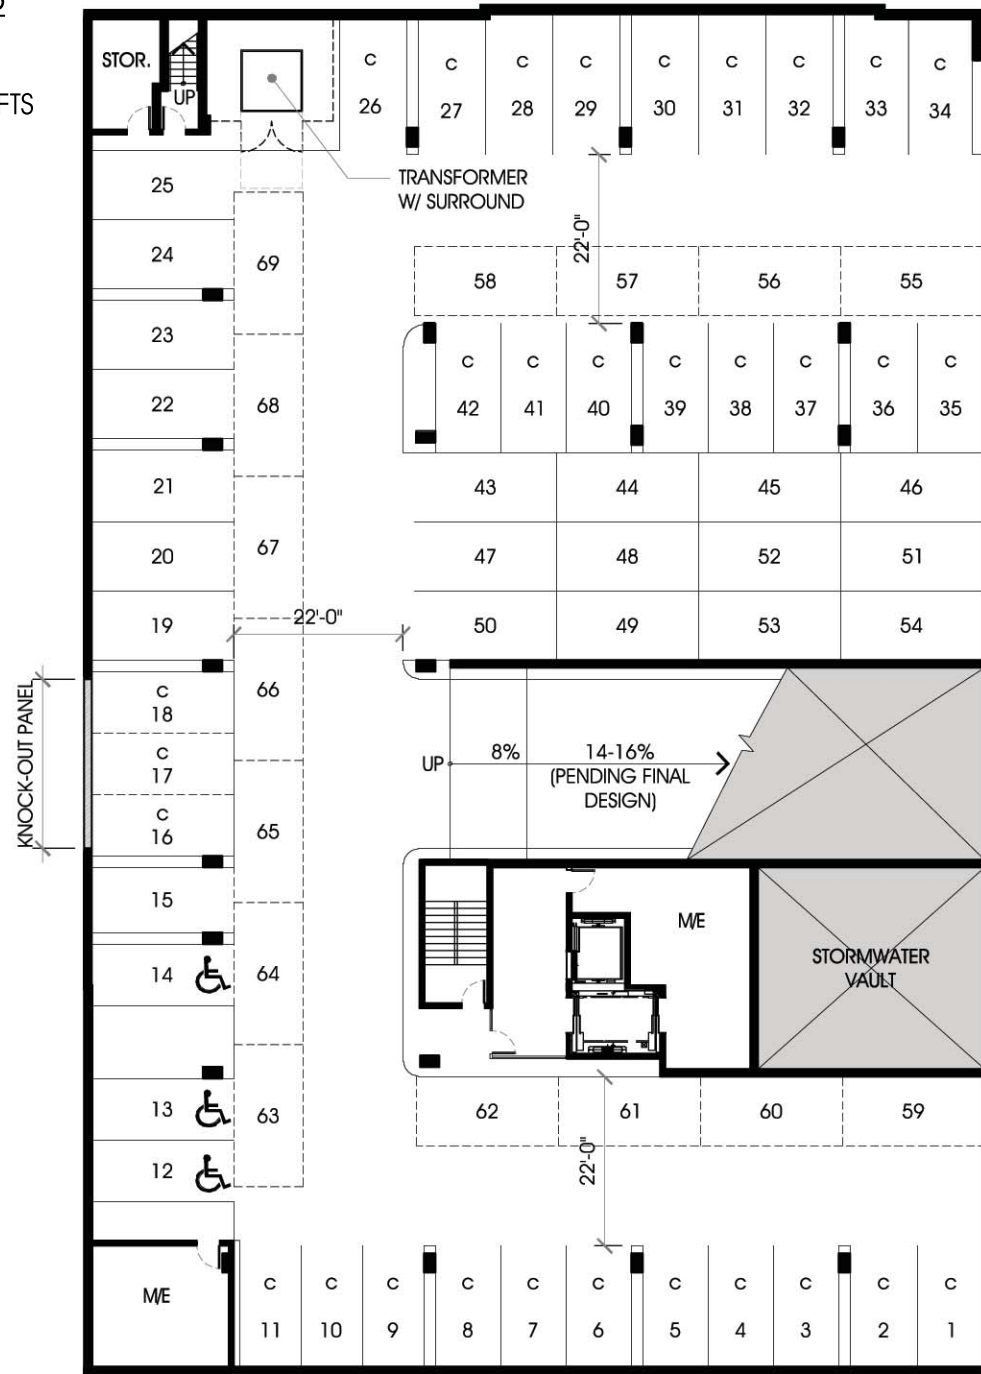 FTS
STOR.
UP
C C C C C C C C C
26 27 28 29 30 31 32 33 34
TRANSFORMER
W/ SURROUND
22'-0"
25
24
69
58 57 56 55
23
C C C C C C C C
22 68 42 41 40 39 38 37 36 35
21 43 44 45 46
20 67 47 48 52 51
19 22'-0" 50 49 53 54
KNOCK-OUT PANEL
C
18
66
C
17
UP 8% 14-16%
(PENDING FINAL
DESIGN)
C
16
65
15
M/E
STORMWATER
VAULT
14 64
13 63 62 61 60 59
12
22'-0"
M/E
C C C C C C C C C C C
11 10 9 8 7 6 5 4 3 2 1